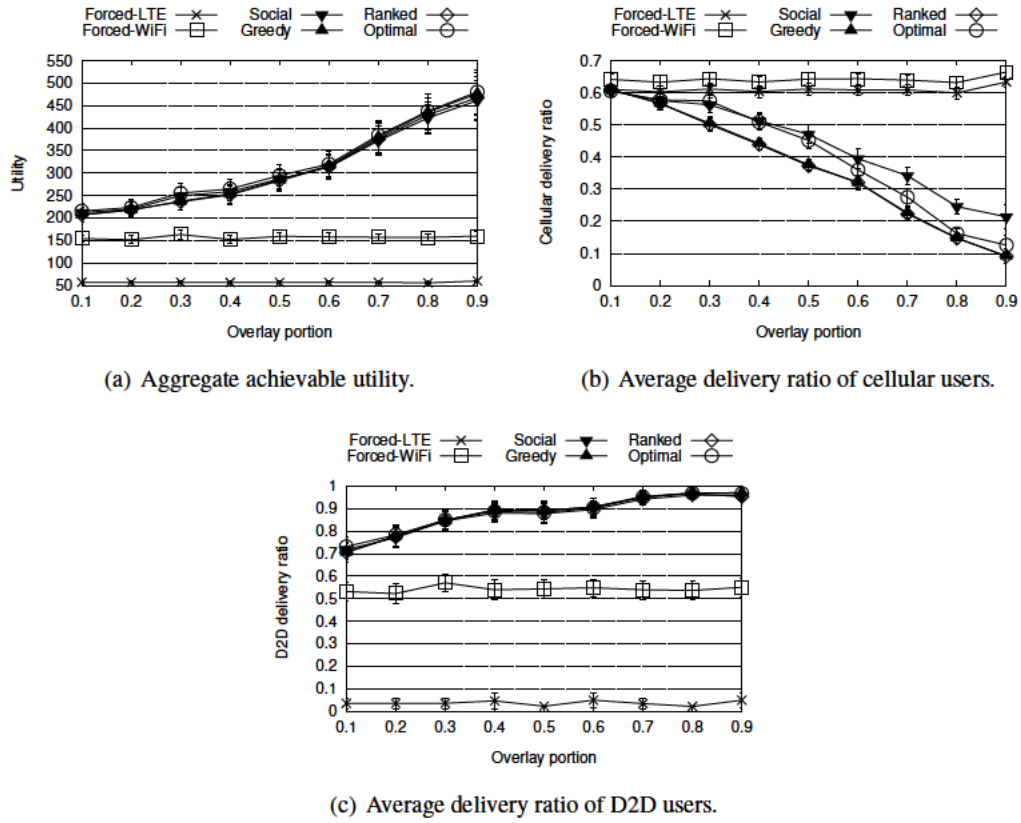 Forced-LTE Social Ranked
Forced-WiFi Greedy Optimal
550
500
450
400
350
300
250
200
150
100
50
Utility
0.1 0.2 0.3 0.4 0.5 0.6 0.7 0.8 0.9
Overlay portion
(a) Aggregate achievable utility.
Forced-LTE Social Ranked
Forced-WiFi Greedy Optimal
0.7
0.6
0.5
0.4
0.3
0.2
0.1
0
Cellular delivery ratio
0.1 0.2 0.3 0.4 0.5 0.6 0.7 0.8 0.9
Overlay portion
(b) Average delivery ratio of cellular users.
Forced-LTE Social Ranked
Forced-WiFi Greedy Optimal
1
0.9
0.8
0.7
0.6
0.5
0.4
0.3
0.2
0.1
0
D2D delivery ratio
0.1 0.2 0.3 0.4 0.5 0.6 0.7 0.8 0.9
Overlay portion
(c) Average delivery ratio of D2D users.